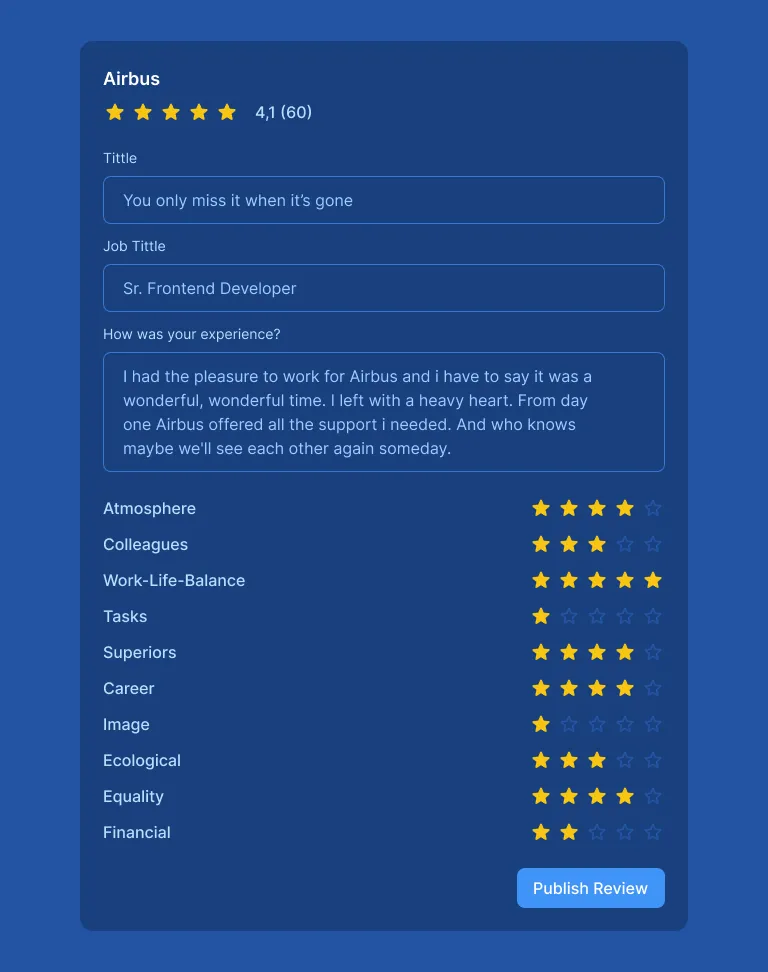 Airbus
4,1 (60)
Tittle
You only miss it when it’s gone
Job Tittle
Sr. Frontend Developer
How was your experience?
I had the pleasure to work for Airbus and i have to say it was a
wonderful, wonderful time. I left with a heavy heart. From day
one Airbus offered all the support i needed. And who knows
maybe we'll see each other again someday.
Atmosphere
Colleagues
Work-Life-Balance
Tasks
Superiors
Career
Image
Ecological
Equality
Financial
Publish Review